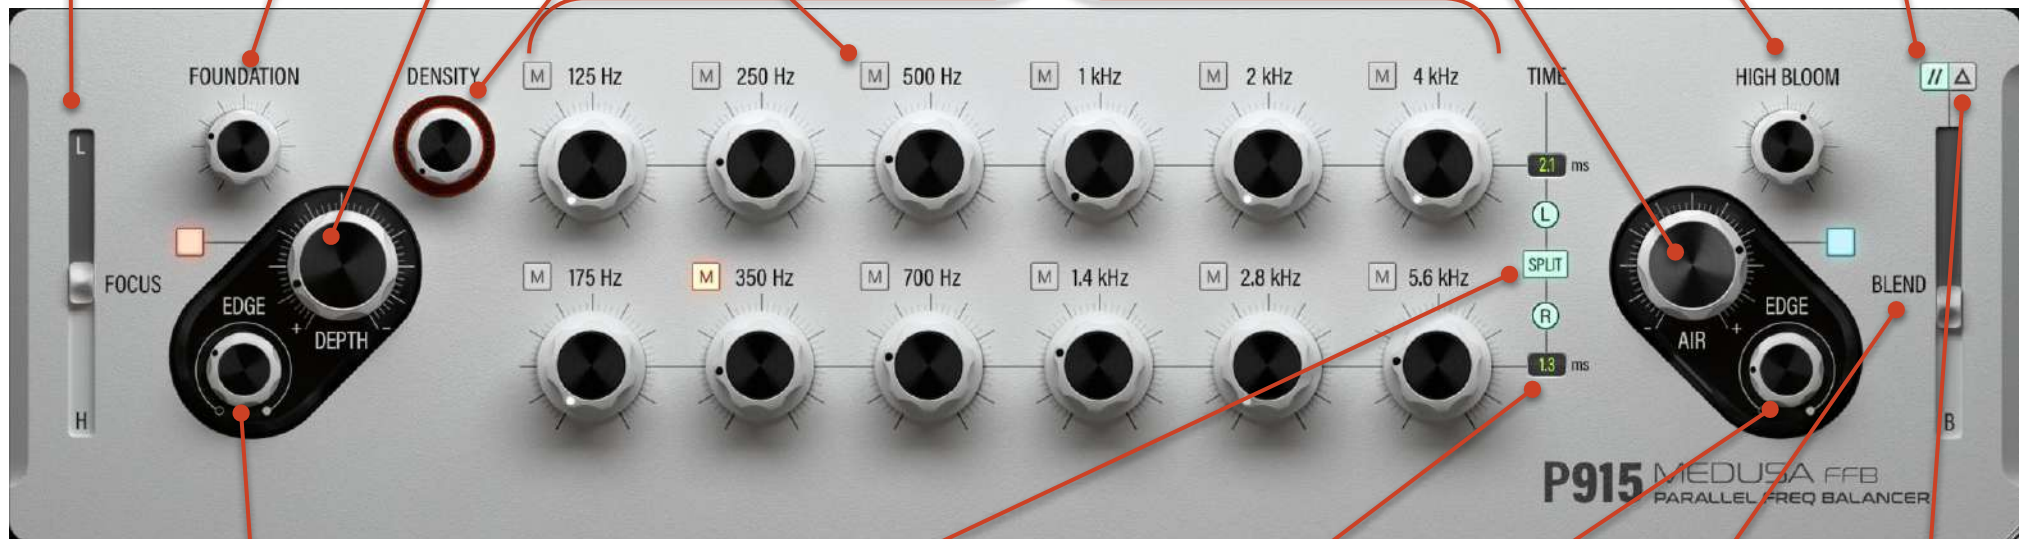 FOUNDATION
DENSITY
M 125 Hz
M 250 Hz
M 500 Hz
M 1 kHz
M 2 kHz
M 4 kHz
TIME
HIGH BLOOM
//
Δ
L
2.1 ms
L
FOCUS
EDGE
+
-
DEPTH
M 175 Hz
M 350 Hz
M 700 Hz
M 1.4 kHz
M 2.8 kHz
M 5.6 kHz
SPLIT
R
1.3 ms
BLEND
EDGE
-
+
AIR
H
B
P915 MEDUSA FFB
PARALLEL FREQ BALANCER